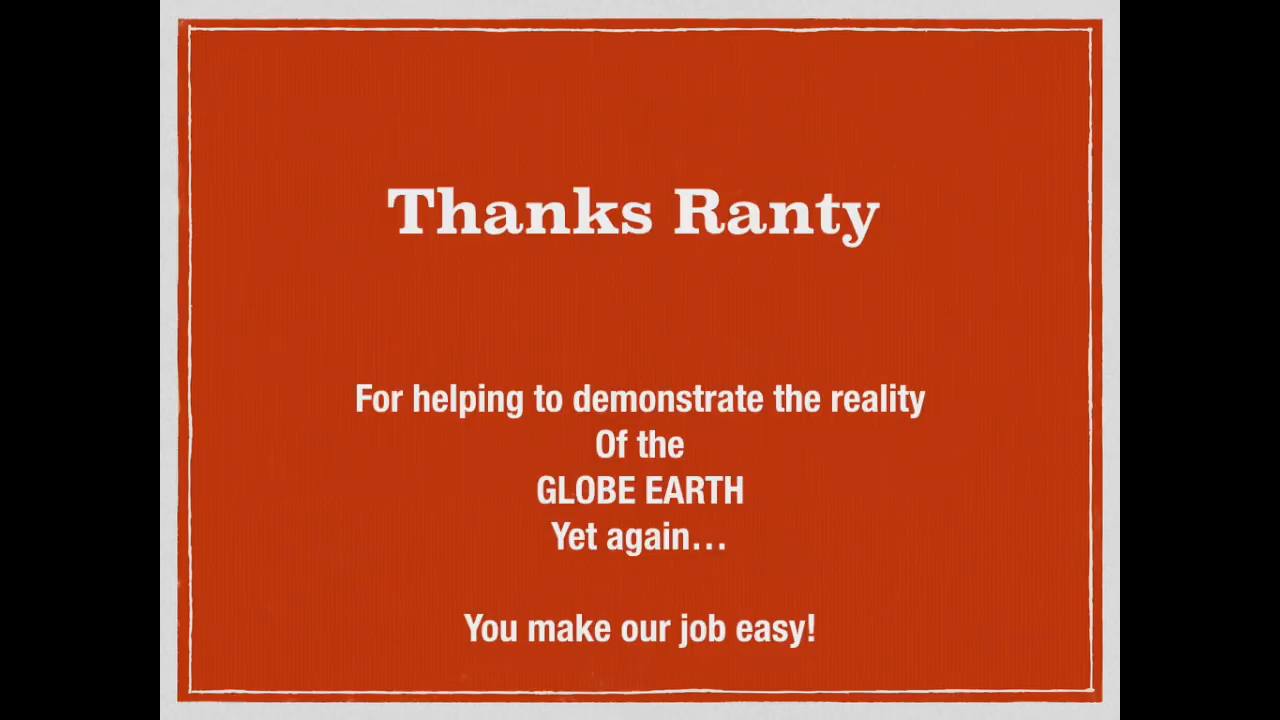 Thanks Ranty
For helping to demonstrate the reality
Of the
GLOBE EARTH
Yet again…
You make our job easy!